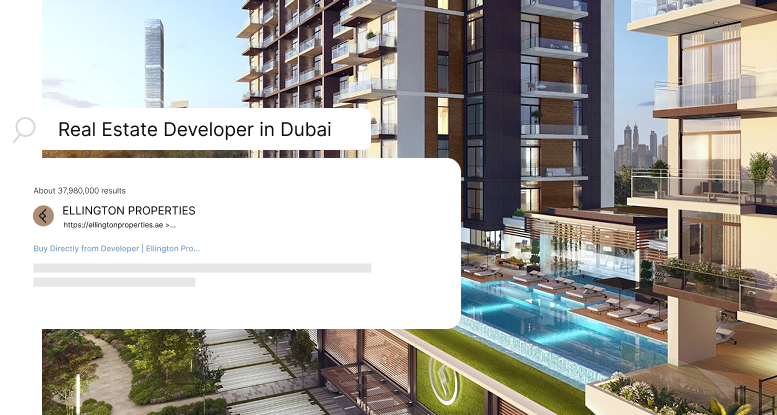 Real Estate Developer in Dubai
About 37,980,000 results
ELLINGTON PROPERTIES
https://ellingtonproperties.ae >...
Buy Directly from Developer | Ellington Pro...